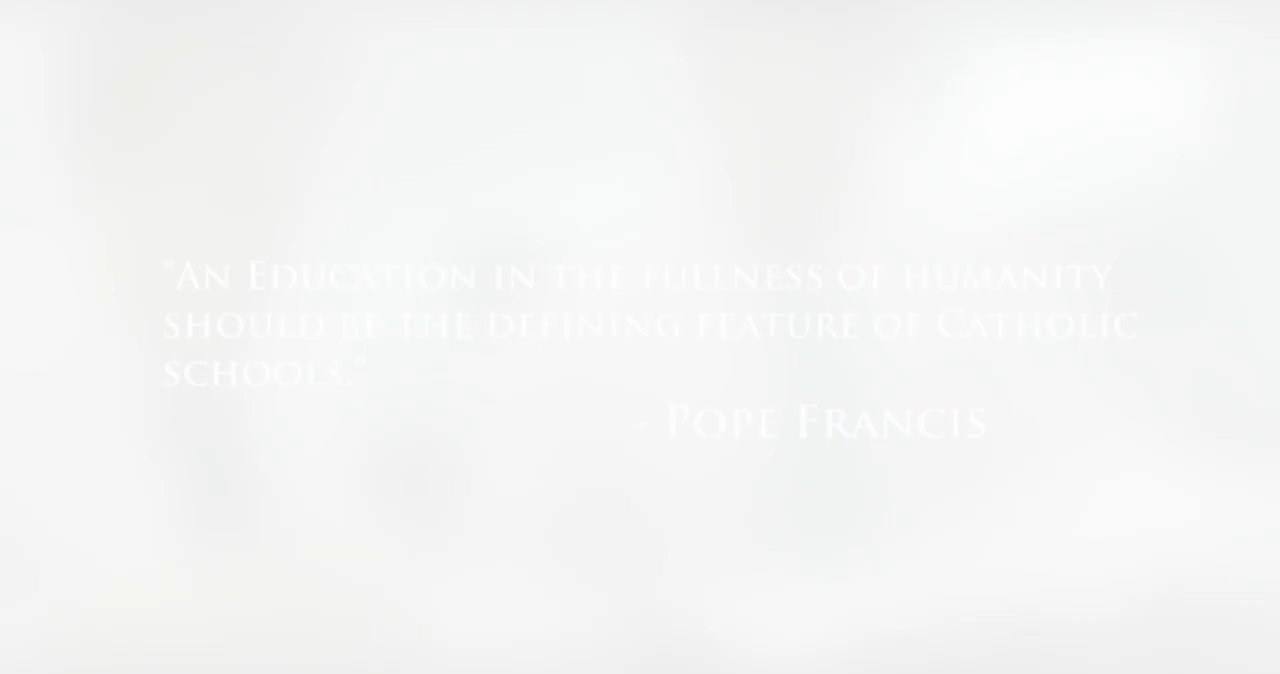 "An Education in the fullness of humanity
should be the defining feature of Catholic
schools."
- Pope Francis